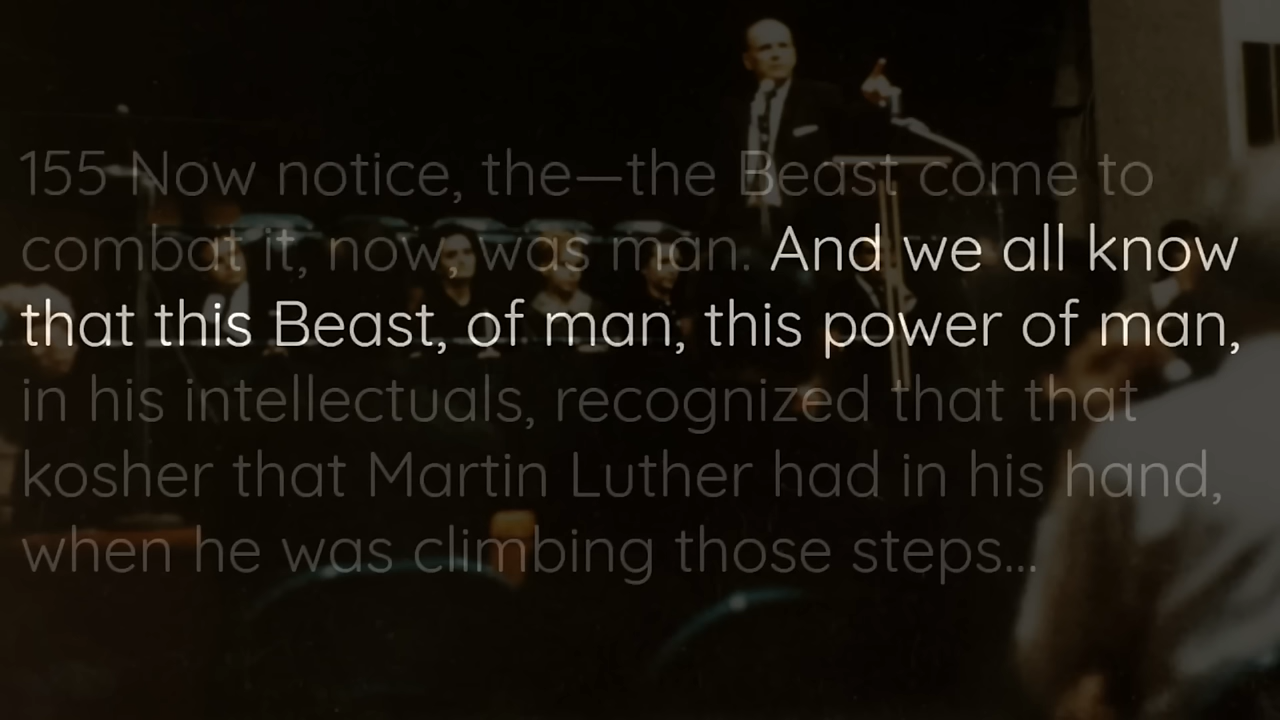 155 Now notice, the—the Beast come to
combat it, now, was man. And we all know
that this Beast, of man, this power of man,
in his intellectuals, recognized that that
kosher that Martin Luther had in his hand,
when he was climbing those steps...